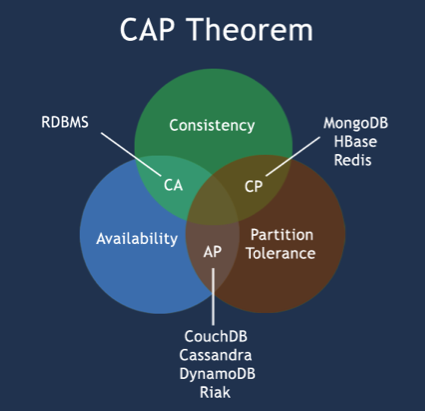 CAP Theorem
RDBMS
Consistency
MongoDB
HBase
Redis
CA
CP
Availability
Partition
Tolerance
AP
CouchDB
Cassandra
DynamoDB
Riak